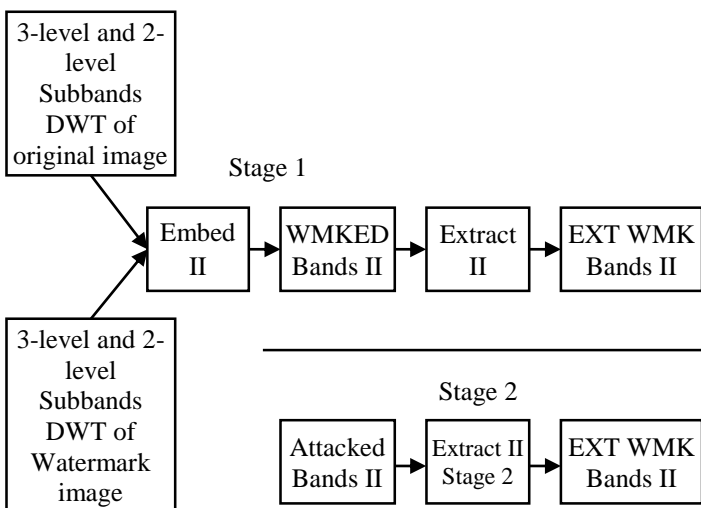 3-level and 2-
level
Subbands
DWT of
original image
Stage 1
Embed
II
WMKED
Bands II
Extract
II
EXT WMK
Bands II
3-level and 2-
level
Subbands
DWT of
Watermark
image
Stage 2
Attacked
Bands II
Extract II
Stage 2
EXT WMK
Bands II